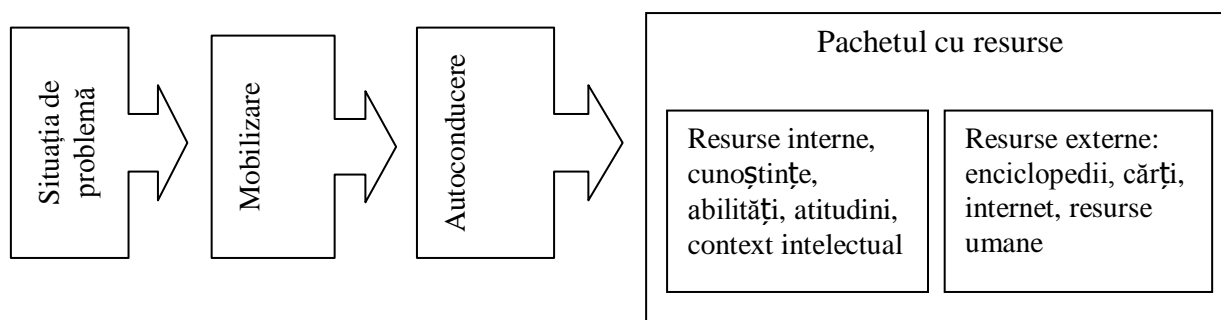 Situația de
problemă
Mobilizare
Autoconducere
Pachetul cu resurse
Resurse interne,
cunoștințe,
abilități, atitudini,
context intelectual
Resurse externe:
enciclopedii, cărți,
internet, resurse
umane